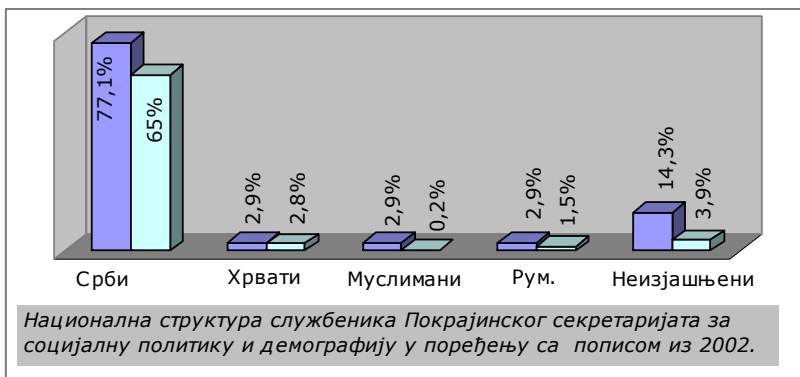 77,1%
65%
2,9%
2,8%
2,9%
0,2%
2,9%
1,5%
14,3%
3,9%
Срби
Хрвати
Муслимани
Рум.
Неизјашњени
Национална структура службеника Покрајинског секретаријата за
социјалну политику и демографију у поређењу са пописом из 2002.